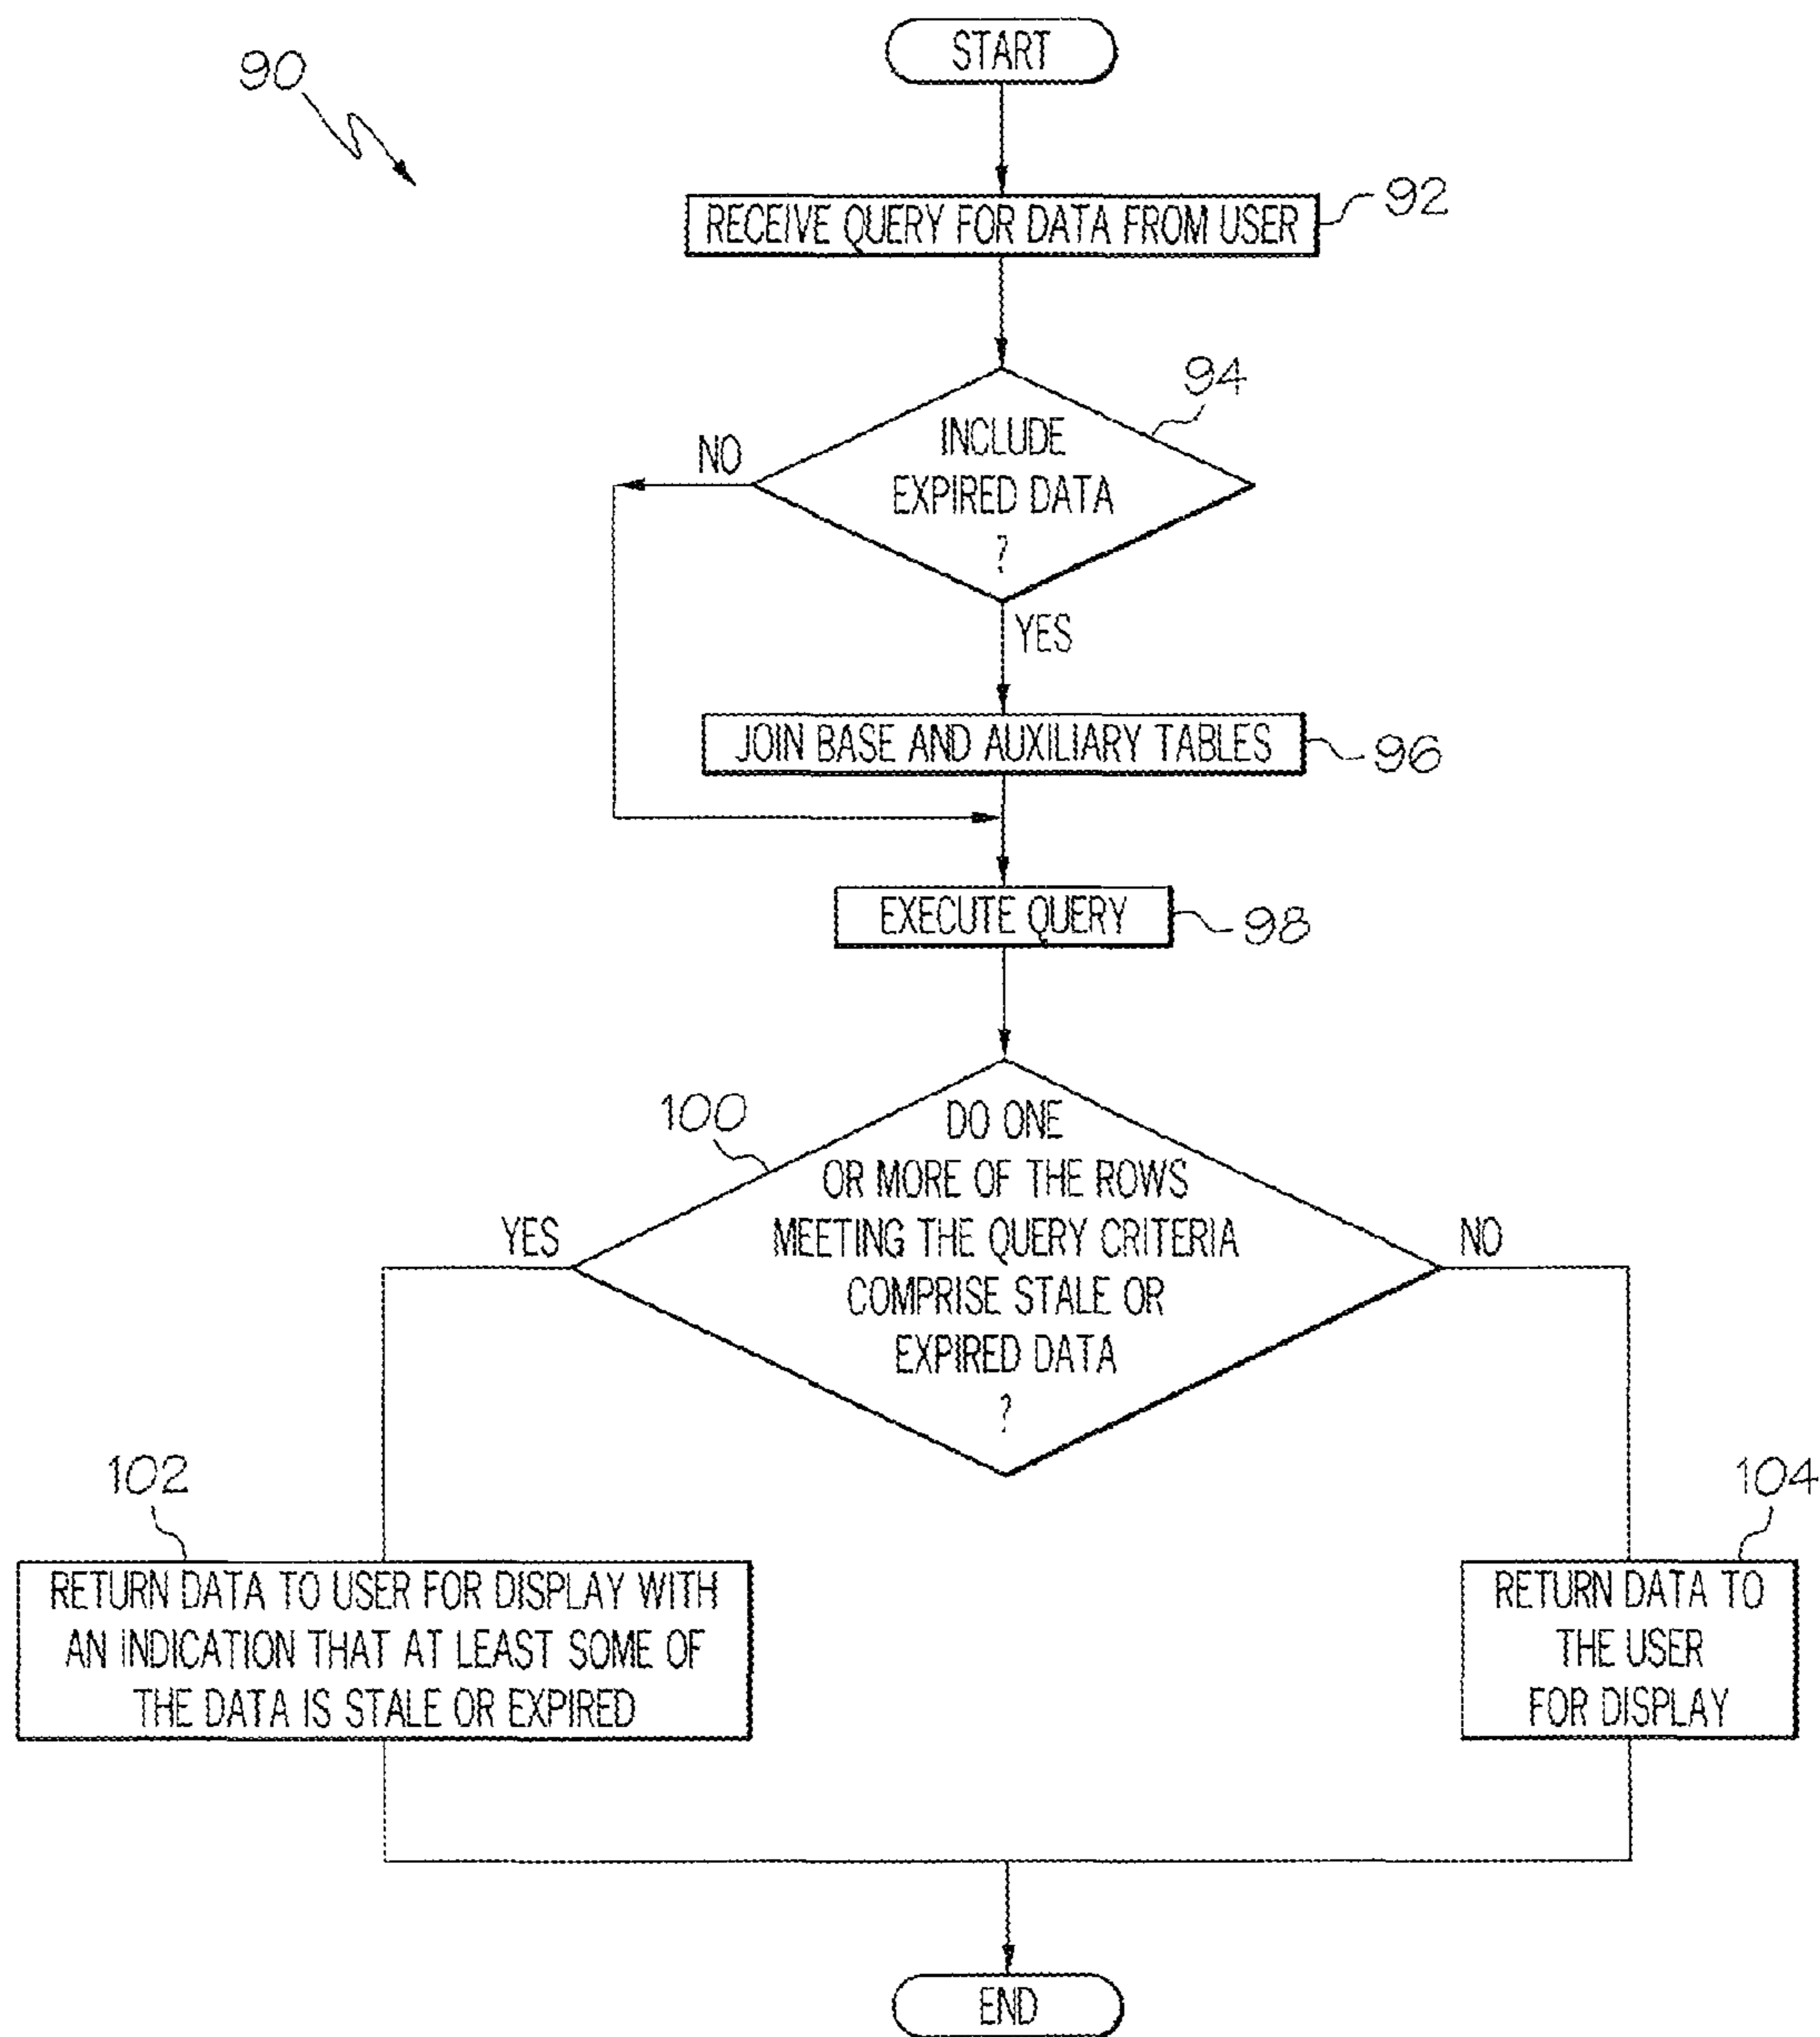 START
90
RECEIVE QUERY FOR DATA FROM USER
92
94
INCLUDE
EXPIRED DATA
?
NO
YES
JOIN BASE AND AUXILIARY TABLES
96
EXECUTE QUERY
98
100
DO ONE
OR MORE OF THE ROWS
MEETING THE QUERY CRITERIA
COMPRISE STALE OR
EXPIRED DATA
?
YES
NO
102
RETURN DATA TO USER FOR DISPLAY WITH
AN INDICATION THAT AT LEAST SOME OF
THE DATA IS STALE OR EXPIRED
104
RETURN DATA TO
THE USER
FOR DISPLAY
END